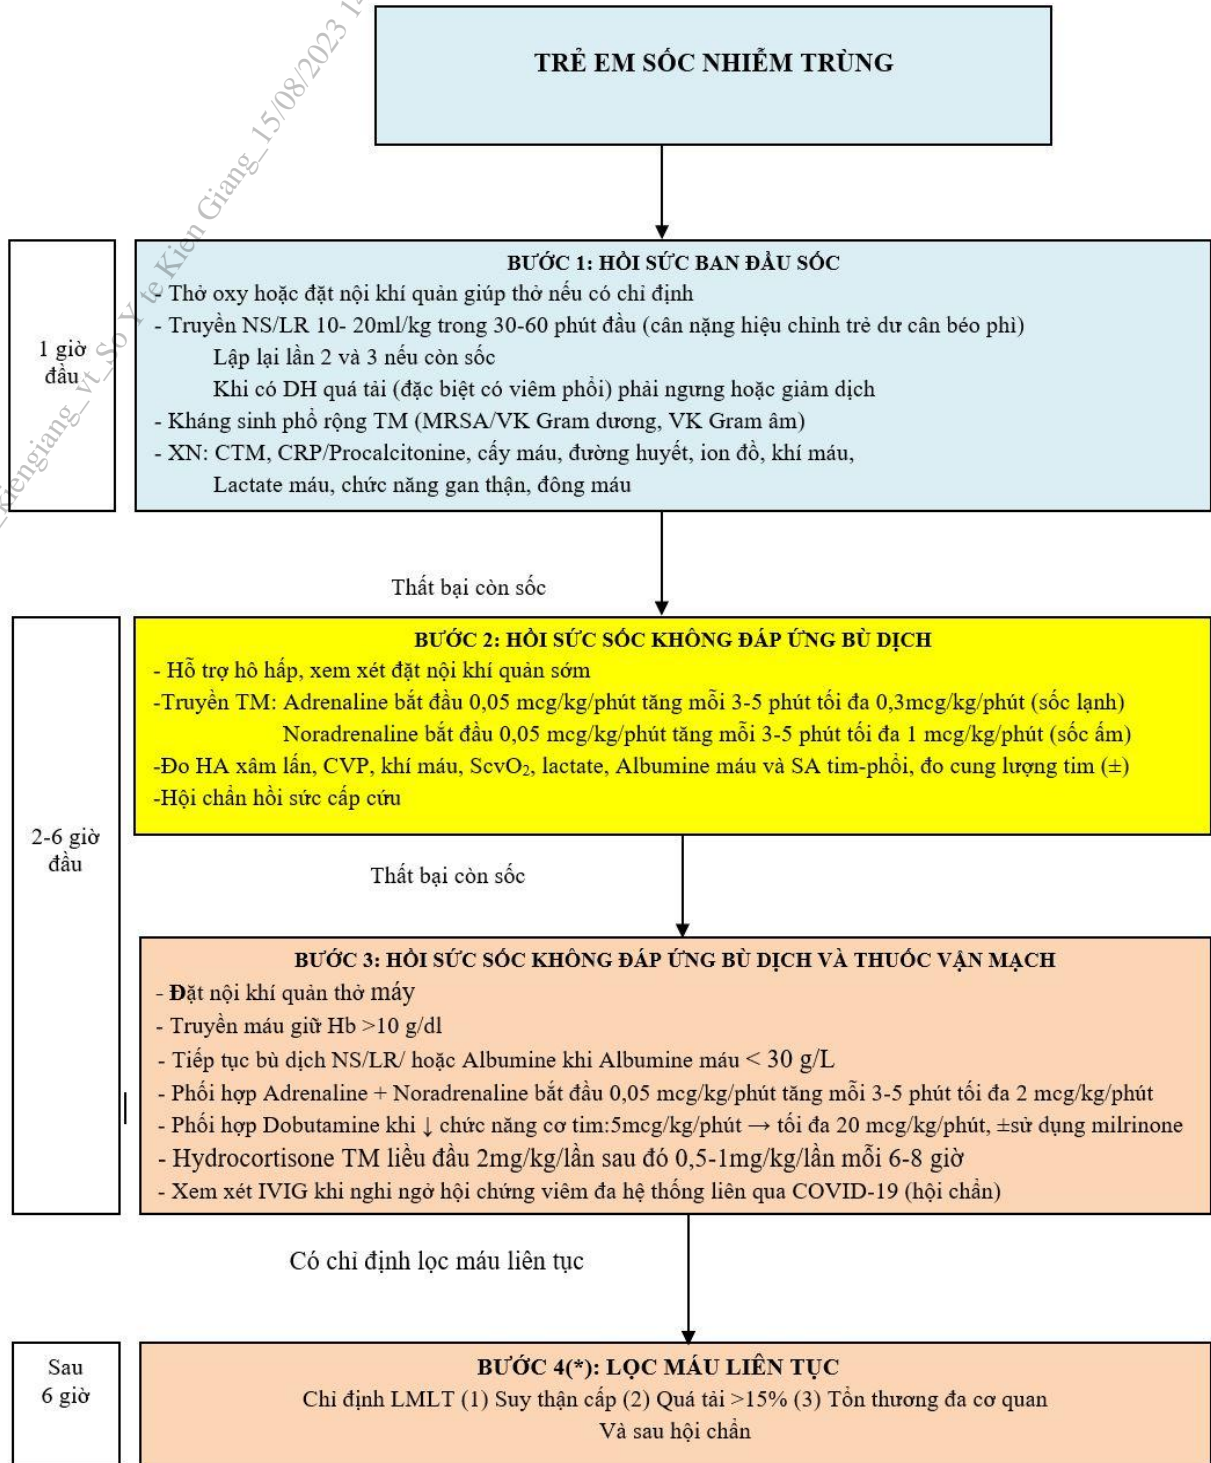 TRẺ EM SỐC NHIỄM TRÙNG
_kiengiang_vt_So Y te Kien Giang_15/08/2023 14
1 giờ
đầu
BƯỚC 1: HỒI SỨC BAN ĐẦU SỐC
- Thở oxy hoặc đặt nội khí quản giúp thở nếu có chỉ định
- Truyền NS/LR 10- 20ml/kg trong 30-60 phút đầu (cân nặng hiệu chỉnh trẻ dư cân béo phì)
Lập lại lần 2 và 3 nếu còn sốc
Khi có DH quá tải (đặc biệt có viêm phổi) phải ngưng hoặc giảm dịch
- Kháng sinh phổ rộng TM (MRSA/VK Gram dương, VK Gram âm)
- XN: CTM, CRP/Procalcitonine, cấy máu, đường huyết, ion đồ, khí máu,
Lactate máu, chức năng gan thận, đông máu
Thất bại còn sốc
2-6 giờ
đầu
BƯỚC 2: HỒI SỨC SỐC KHÔNG ĐÁP ỨNG BÙ DỊCH
- Hỗ trợ hô hấp, xem xét đặt nội khí quản sớm
-Truyền TM: Adrenaline bắt đầu 0,05 mcg/kg/phút tăng mỗi 3-5 phút tối đa 0,3mcg/kg/phút (sốc lạnh)
Noradrenaline bắt đầu 0,05 mcg/kg/phút tăng mỗi 3-5 phút tối đa 1 mcg/kg/phút (sốc ấm)
-Đo HA xâm lấn, CVP, khí máu, ScvO₂, lactate, Albumine máu và SA tim-phổi, đo cung lượng tim (±)
-Hội chẩn hồi sức cấp cứu
Thất bại còn sốc
BƯỚC 3: HỒI SỨC SỐC KHÔNG ĐÁP ỨNG BÙ DỊCH VÀ THUỐC VẬN MẠCH
- Đặt nội khí quản thở máy
- Truyền máu giữ Hb >10 g/dl
- Tiếp tục bù dịch NS/LR/ hoặc Albumine khi Albumine máu < 30 g/L
- Phối hợp Adrenaline + Noradrenaline bắt đầu 0,05 mcg/kg/phút tăng mỗi 3-5 phút tối đa 2 mcg/kg/phút
- Phối hợp Dobutamine khi ↓ chức năng cơ tim:5mcg/kg/phút → tối đa 20 mcg/kg/phút, ±sử dụng milrinone
- Hydrocortisone TM liều đầu 2mg/kg/lần sau đó 0,5-1mg/kg/lần mỗi 6-8 giờ
- Xem xét IVIG khi nghi ngờ hội chứng viêm đa hệ thống liên qua COVID-19 (hội chẩn)
Có chỉ định lọc máu liên tục
Sau
6 giờ
BƯỚC 4(*): LỌC MÁU LIÊN TỤC
Chỉ định LMLT (1) Suy thận cấp (2) Quá tải >15% (3) Tổn thương đa cơ quan
Và sau hội chẩn